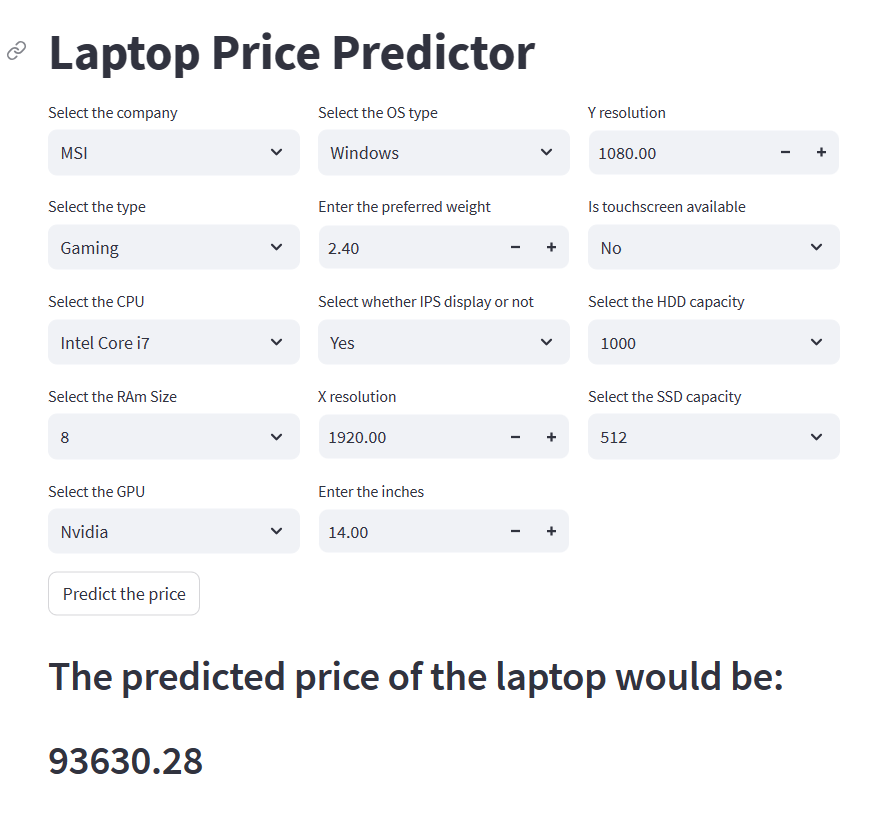 Laptop Price Predictor
Select the company
MSI
Select the type
Gaming
Select the CPU
Intel Core i7
Select the RAm Size
8
Select the GPU
Nvidia
Select the OS type
Windows
Enter the preferred weight
2.40
Select whether IPS display or not
Yes
X resolution
1920.00
Enter the inches
14.00
Y resolution
1080.00
Is touchscreen available
No
Select the HDD capacity
1000
Select the SSD capacity
512
Predict the price
The predicted price of the laptop would be:
93630.28